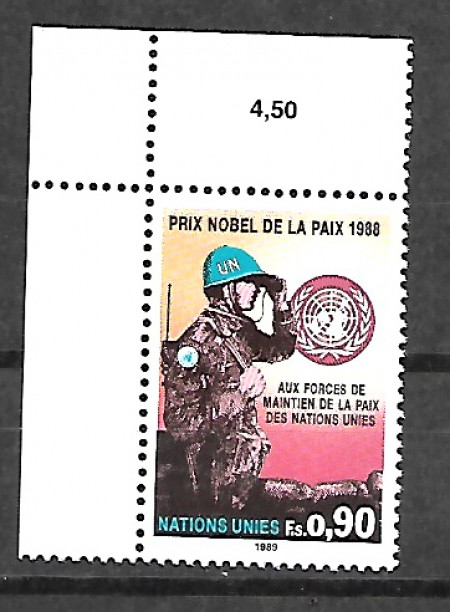 4,50
PRIX NOBEL DE LA PAIX 1988
UN
AUX FORCES DE
MAINTIEN DE LA PAIX
DES NATIONS UNIES
NATIONS UNIES F.s. 0,90
1989